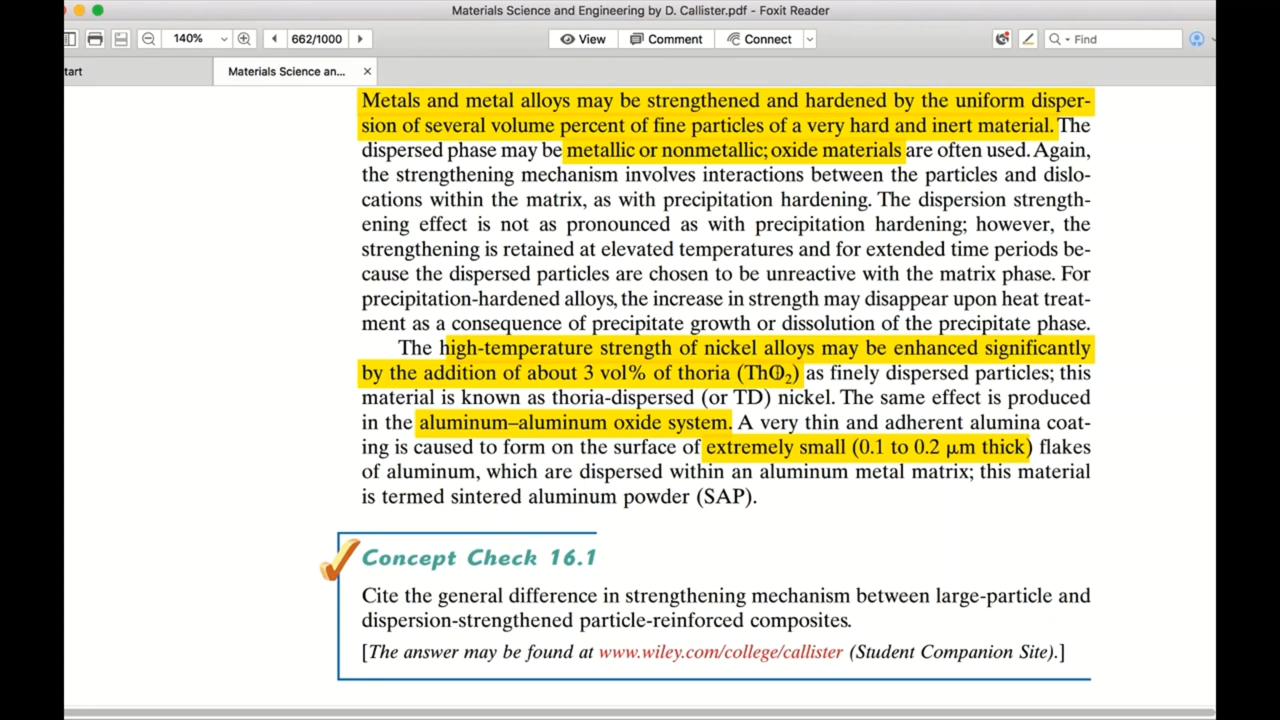 Materials Science and Engineering by D. Callister.pdf - Foxit Reader
140%
662/1000
View
Comment
Connect
Find
tart
Materials Science an...
Metals and metal alloys may be strengthened and hardened by the uniform disper-
sion of several volume percent of fine particles of a very hard and inert material. The
dispersed phase may be metallic or nonmetallic; oxide materials are often used. Again,
the strengthening mechanism involves interactions between the particles and dislo-
cations within the matrix, as with precipitation hardening. The dispersion strength-
ening effect is not as pronounced as with precipitation hardening; however, the
strengthening is retained at elevated temperatures and for extended time periods be-
cause the dispersed particles are chosen to be unreactive with the matrix phase. For
precipitation-hardened alloys, the increase in strength may disappear upon heat treat-
ment as a consequence of precipitate growth or dissolution of the precipitate phase.
The high-temperature strength of nickel alloys may be enhanced significantly
by the addition of about 3 vol% of thoria (ThO₂) as finely dispersed particles; this
material is known as thoria-dispersed (or TD) nickel. The same effect is produced
in the aluminum–aluminum oxide system. A very thin and adherent alumina coat-
ing is caused to form on the surface of extremely small (0.1 to 0.2 μm thick) flakes
of aluminum, which are dispersed within an aluminum metal matrix; this material
is termed sintered aluminum powder (SAP).
Concept Check 16.1
Cite the general difference in strengthening mechanism between large-particle and
dispersion-strengthened particle-reinforced composites.
[The answer may be found at www.wiley.com/college/callister (Student Companion Site).]